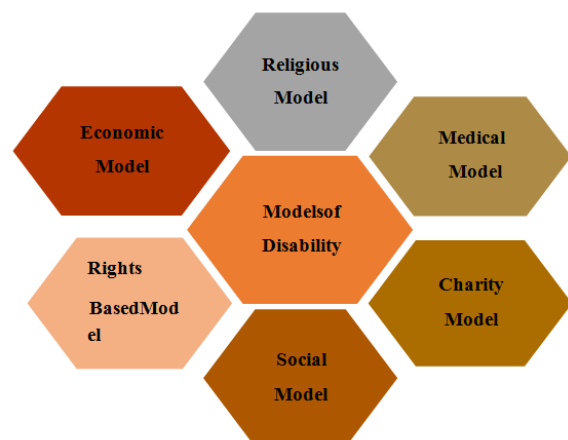 Religious
Model
Economic
Model
Medical
Model
Modelsof
Disability
Rights
BasedMod
el
Charity
Model
Social
Model